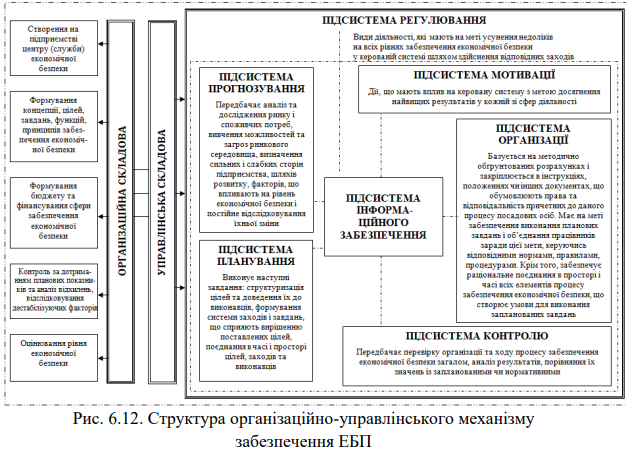 Створення на
підприємстві
центру (служби)
економічної
безпеки
Формування
концепції, цілей,
завдань, функцій,
принципів забез-
печення економіч-
ної безпеки
Формування
бюджету та
фінансування сфери
забезпечення
економічної
безпеки
Контроль за дотриман-
ням планових показни-
ків та аналіз відхилень,
відслідковування
дестабілізуючих факторів
Оцінювання рівня
економічної
безпеки
ОРГАНІЗАЦІЙНА СКЛАДОВА
УПРАВЛІНСЬКА СКЛАДОВА
ПІДСИСТЕМА РЕГУЛЮВАННЯ
Види діяльності, які мають на меті усунення недоліків
на всіх рівнях забезпечення економічної безпеки
у керованій системі шляхом здійснення відповідних заходів
ПІДСИСТЕМА
ПРОГНОЗУВАННЯ
Передбачає аналіз та
дослідження ринку і
споживчих потреб,
вивчення можливостей та
загроз ринкового
середовища, визначення
сильних і слабких сторін
підприємства, шляхів
розвитку, факторів, що
впливають на рівень
економічної безпеки і
постійне відслідковування
їхньої зміни
ПІДСИСТЕМА
ПЛАНУВАННЯ
Виконує наступні
завдання: структуризація
цілей та доведення їх до
виконавців, формування
системи заходів і завдань,
що сприяють вирішенню
поставлених цілей,
поєднання в часі і просторі
цілей, заходів та
виконавців
ПІДСИСТЕМА
ІНФОРМА-
ЦІЙНОГО
ЗАБЕЗПЕЧЕННЯ
ПІДСИСТЕМА МОТИВАЦІЇ
Дії, що мають вплив на керовану систему з метою досягнення
найвищих результатів у кожній зі сфер діяльності
ПІДСИСТЕМА
ОРГАНІЗАЦІЇ
Базується на методично
обґрунтованих розрахунках і
закріплюється в інструкціях,
положеннях чи інших документах, що
обумовлюють права та
відповідальність причетних до даного
процесу посадових осіб. Має на меті
забезпечення виконання планових
завдань і об'єднання працівників
заради цієї мети, керуючись
відповідними нормами, правилами,
процедурами. Крім того, забезпечує
раціональне поєднання в просторі і
часі всіх елементів процесу
забезпечення економічної безпеки, що
створює умови для виконання
запланованих завдань
ПІДСИСТЕМА КОНТРОЛЮ
Передбачає перевірку організації та ходу процесу забезпечення
економічної безпеки загалом, аналіз результатів, порівняння їх
значень із запланованими чи нормативними
Рис. 6.12. Структура організаційно-управлінського механізму
забезпечення ЕБП